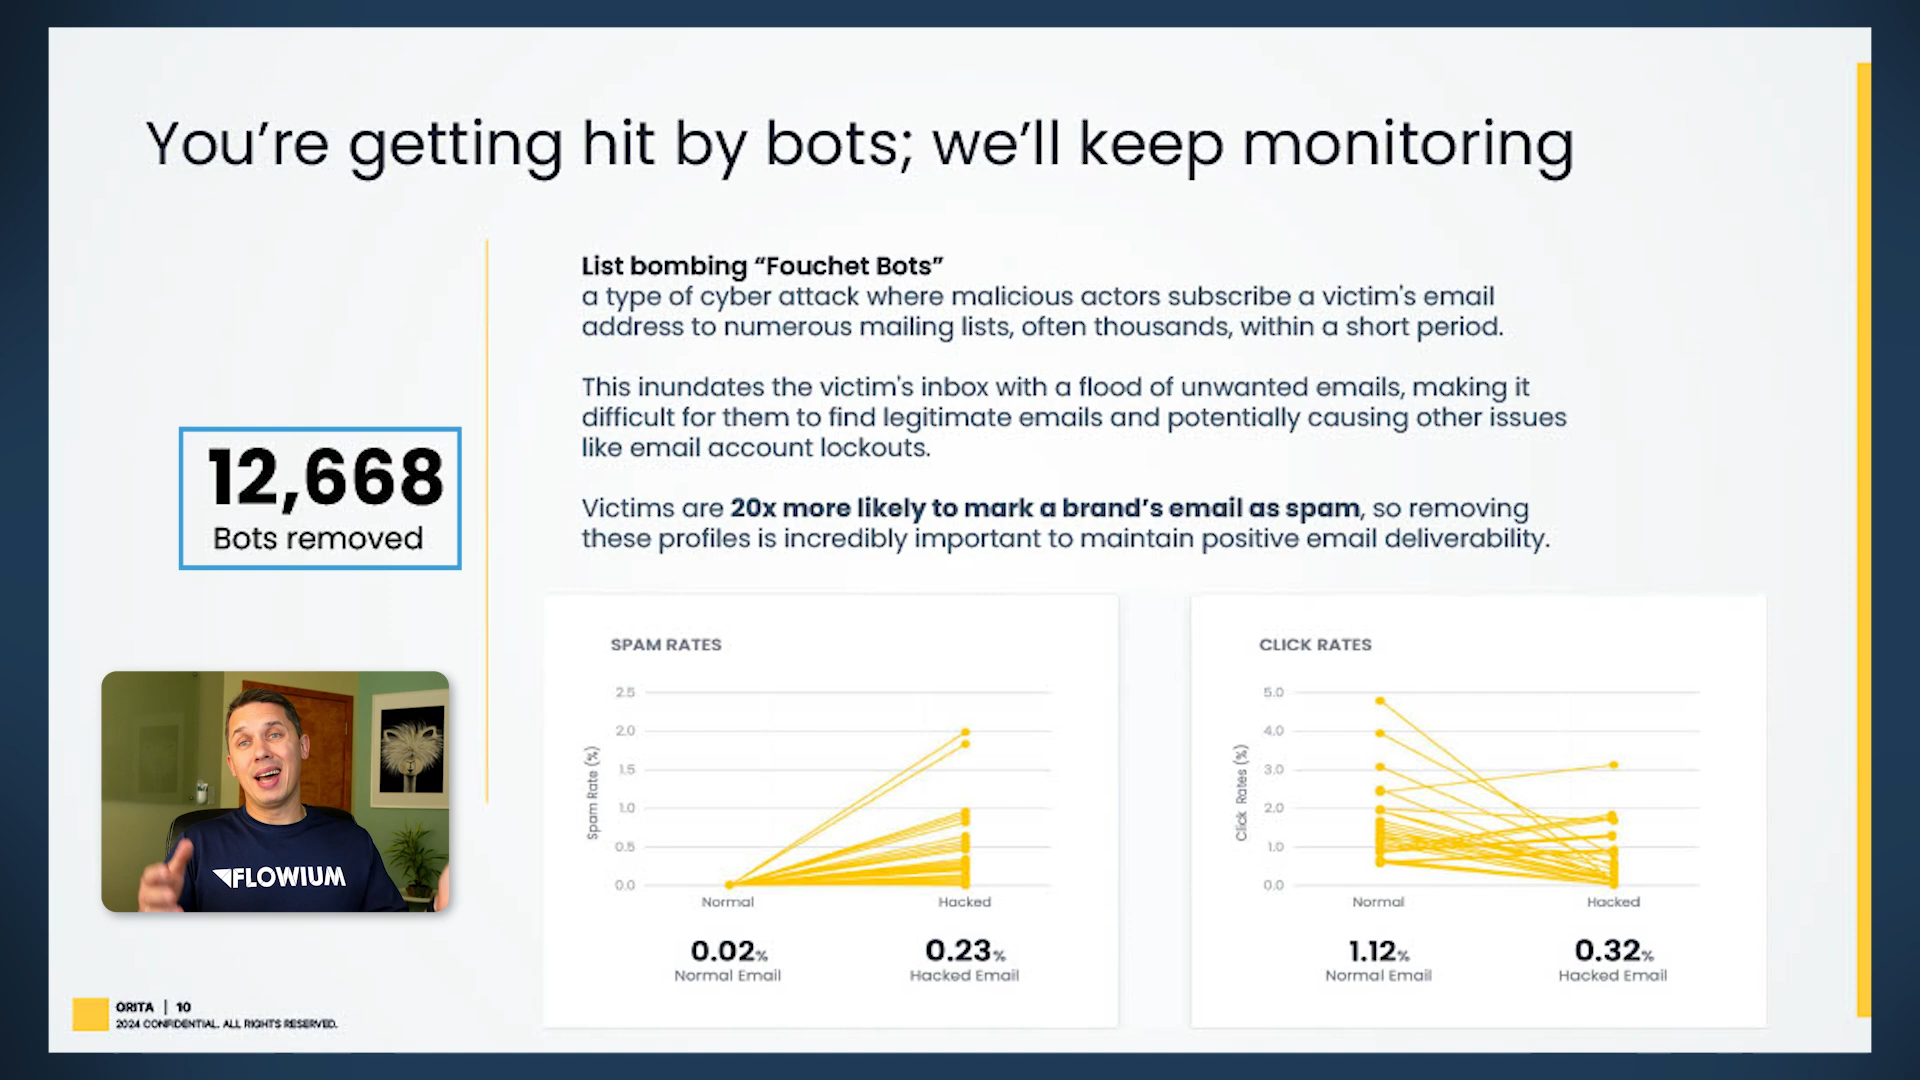 You’re getting hit by bots; we’ll keep monitoring
12,668
Bots removed
List bombing “Fouchet Bots”
a type of cyber attack where malicious actors subscribe a victim's email
address to numerous mailing lists, often thousands, within a short period.
This inundates the victim's inbox with a flood of unwanted emails, making it
difficult for them to find legitimate emails and potentially causing other issues
like email account lockouts.
Victims are 20x more likely to mark a brand’s email as spam, so removing
these profiles is incredibly important to maintain positive email deliverability.
SPAM RATES
2.5
2.0
1.5
1.0
0.5
0.0
Spam Rate (%)
Normal
Hacked
0.02%
Normal Email
0.23%
Hacked Email
CLICK RATES
5.0
4.0
3.0
2.0
1.0
0.0
Click Rates (%)
Normal
Hacked
1.12%
Normal Email
0.32%
Hacked Email
FLOWIUM
ORITA | 10
2024 CONFIDENTIAL. ALL RIGHTS RESERVED.